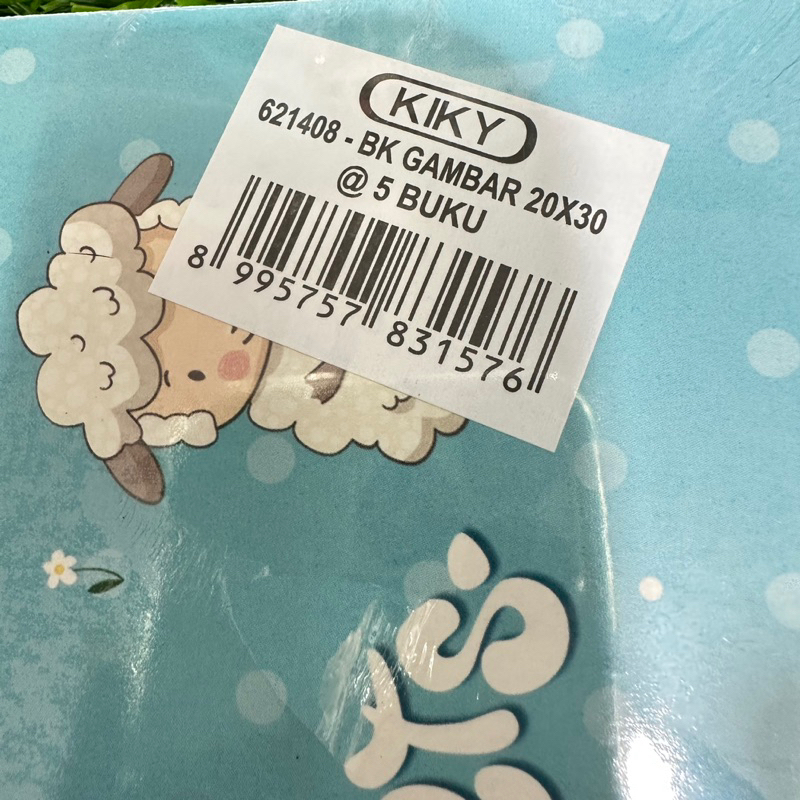 KIKY
621408 - BK GAMBAR 20X30
@ 5 BUKU
8 995757 831576